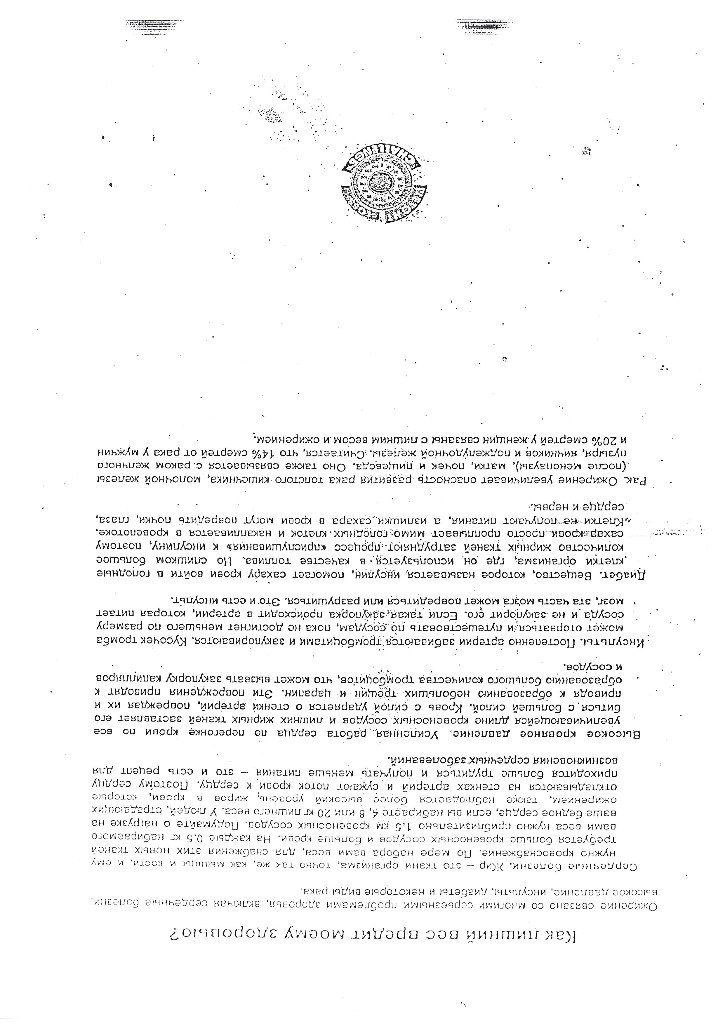 Как лишний вес вредит моему здоровью?
Ожирение связано со многими серьезными проблемами здоровья, включая сердечные болезни,
высокое давление, инсульты, диабеты и некоторые виды рака.
Сердечные болезни. Жир – это ткани организма, точно так же, как мышцы и кости, и ему
нужно кровоснабжение. По мере набора вами веса, для снабжения этих новых тканей
требуется больше кровеносных сосудов и больше крови. На каждые 0,5 кг набираемого
вами веса нужно приблизительно 1,5 км кровеносных сосудов. Подумайте о нагрузке на
ваше бедное сердце, если вы набираете 4, 8 или 20 кг лишнего веса. У людей, страдающих
ожирением, также наблюдается более высокий уровень жиров в крови, которые
откладываются на стенках артерий и сужают поток крови к сердцу. Поэтому сердцу
приходится больше трудиться и получать меньше питания – это и есть рецепт для
возникновения сердечных заболеваний.
Высокое кровяное давление. Усиленная работа сердца по перекачке крови по все
увеличивающейся длине кровеносных сосудов и лишних жирных тканей заставляет его
биться с большей силой. Кровь с силой ударяется о стенки артерий, повреждая их и
приводя к образованию небольших трещин и царапин. Эти повреждения приводят к
образованию большого количества тромбоцитов, что может вызвать закупорку капилляров
и сосудов.
Инсульты. Постепенно артерии забиваются тромбоцитами и закупориваются. Кусочек тромба
может оторваться и путешествовать по сосудам, пока не достигнет меньшего по размеру
сосуда и не закупорит его. Если такая закупорка происходит в артерии, которая питает
мозг, эта часть мозга может повредиться или разрушиться. Это и есть инсульт.
Диабет. Вещество, которое называется инсулин, помогает сахару крови войти в голодные
клетки организма, где он используется в качестве топлива. Но слишком большое
количество жирных тканей затрудняют процесс «прислушивания» к инсулину, поэтому
сахар крови просто проплывает мимо голодных клеток и накапливается в кровотоке.
Клетки не получают питания, а излишки сахара в крови могут повредить почки, глаза,
сердце и нервы.
Рак. Ожирение увеличивает опасность развития рака толстого кишечника, молочной железы
(после менопаузы), матки, почек и пищевода. Оно также связывается с раком желчного
пузыря, яичников и поджелудочной железы. Считается, что 14% смертей от рака у мужчин
и 20% смертей у женщин связаны с лишним весом и ожирением.